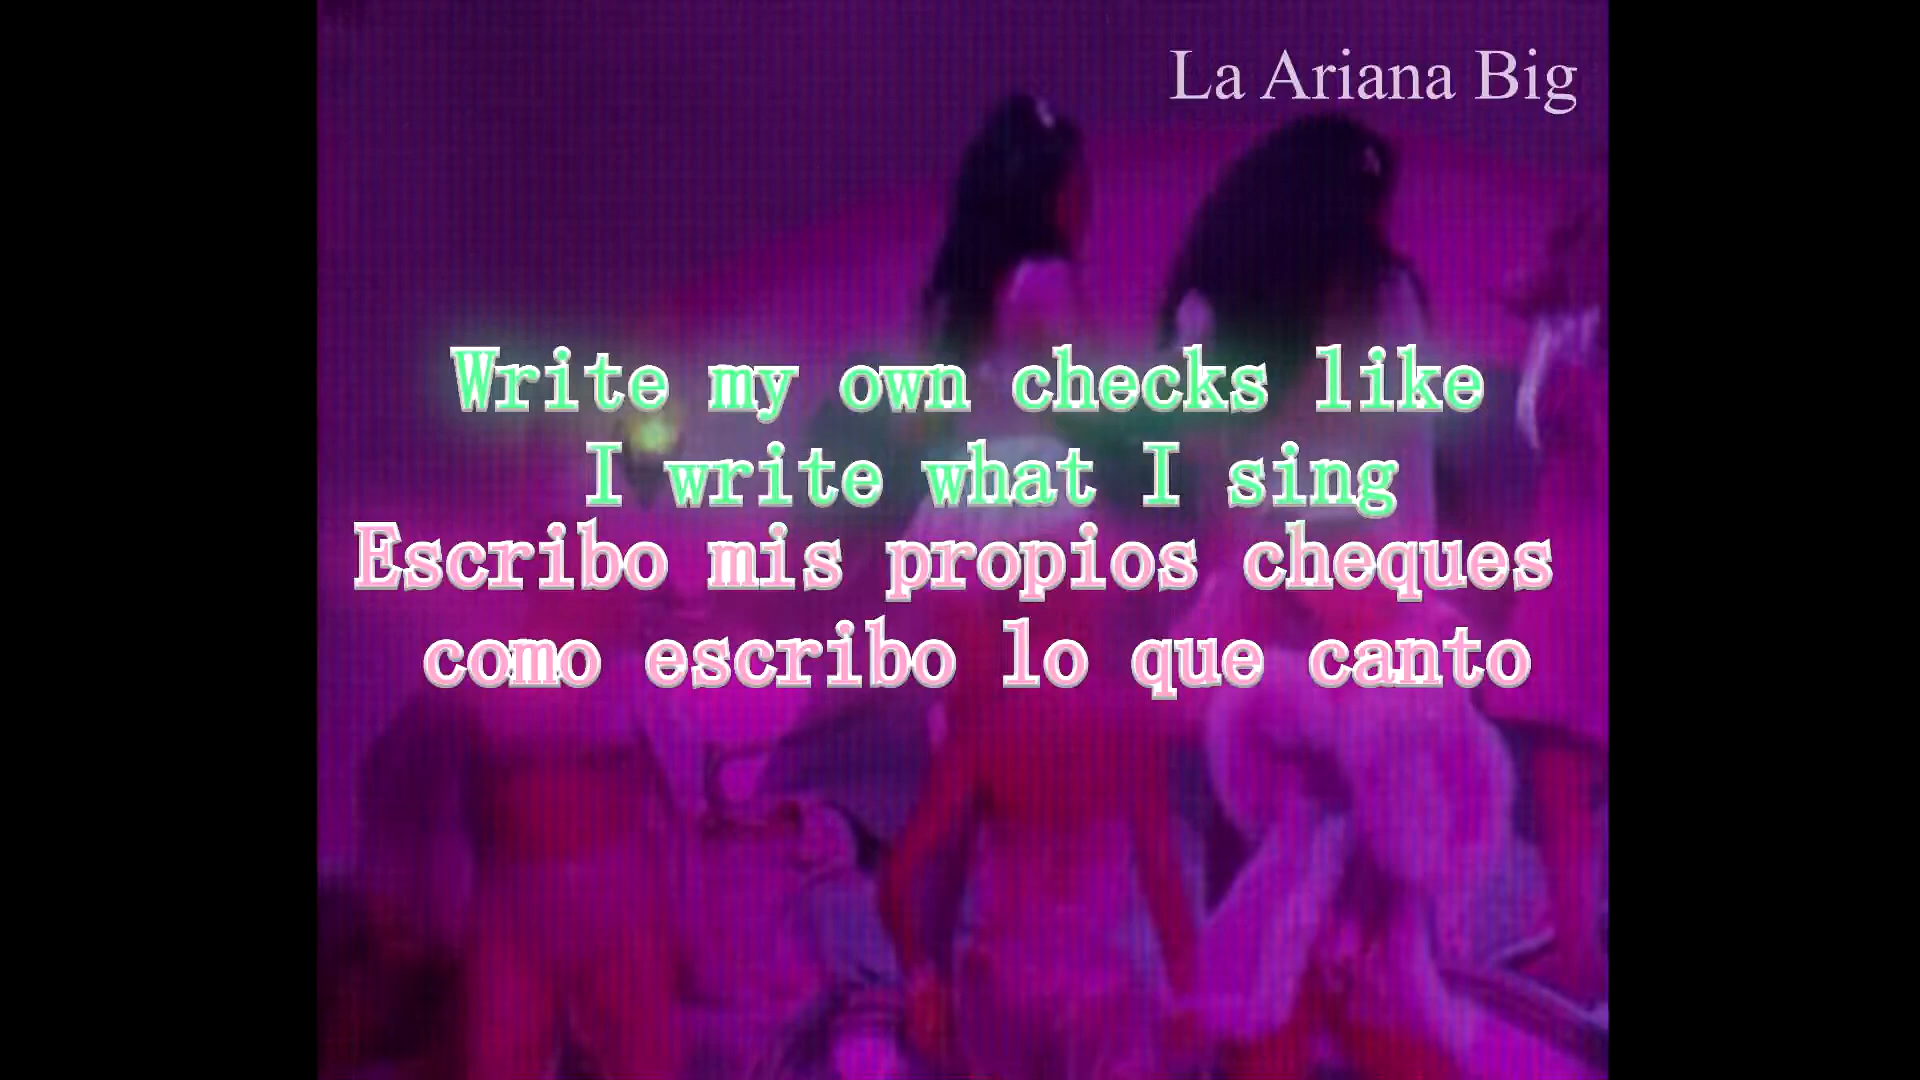 La Ariana Big
Write my own checks like
I write what I sing
Escribo mis propios cheques
como escribo lo que canto